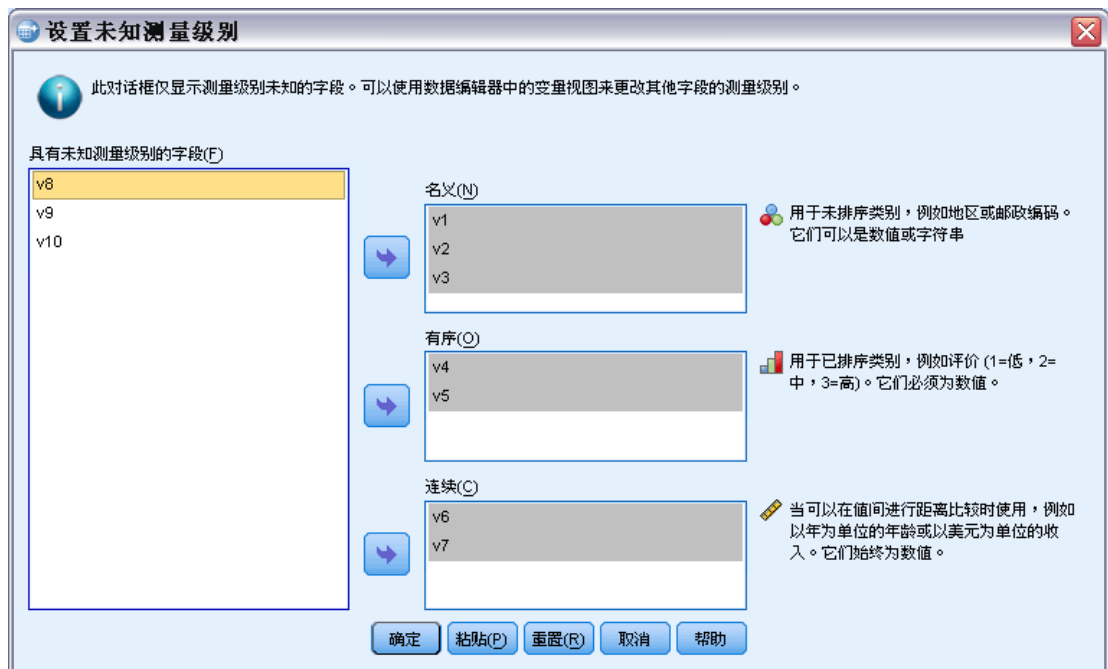 设置未知测量级别
此对话框仅显示测量级别未知的字段。可以使用数据编辑器中的变量视图来更改其他字段的测量级别。
具有未知测量级别的字段(F)
v8
v9
v10
名义(N)
v1
v2
v3
用于未排序类别，例如地区或邮政编码。
它们可以是数值或字符串
有序(O)
v4
v5
用于已排序类别，例如评价 (1=低，2=
中，3=高)。它们必须为数值。
连续(C)
v6
v7
当可以在值间进行距离比较时使用，例如
以年为单位的年龄或以美元为单位的收
入。它们始终为数值。
确定
粘贴(P)
重置(R)
取消
帮助